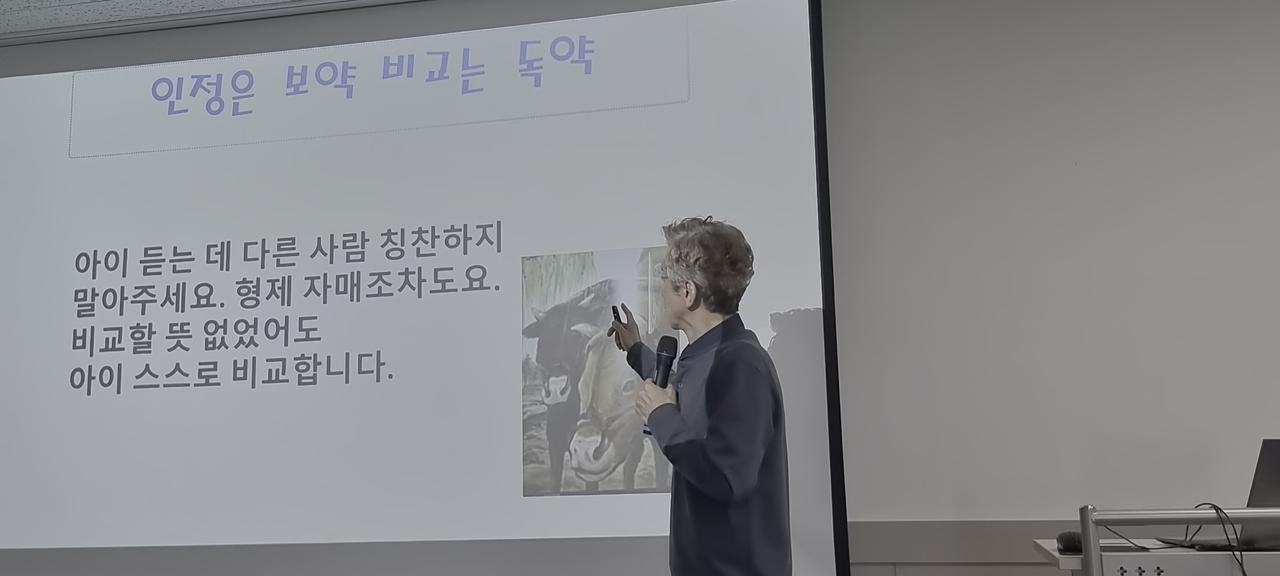 인정은 보약 비교는 독약
아이 듣는 데 다른 사람 칭찬하지
말아주세요. 형제 자매조차도요.
비교할 뜻 없었어도
아이 스스로 비교합니다.